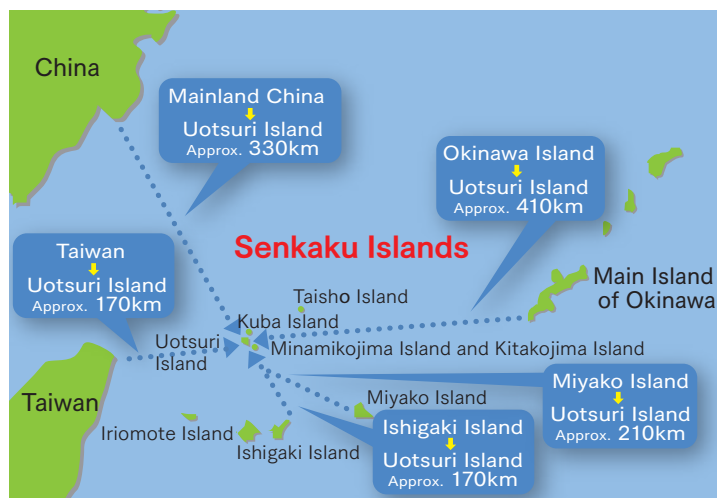 China
Mainland China
Uotsuri Island
Approx. 330km
Okinawa Island
Uotsuri Island
Approx. 410km
Taiwan
Uotsuri Island
Approx. 170km
Senkaku Islands
Main Island
of Okinawa
Taisho Island
Kuba Island
Uotsuri
Island
Minamikojima Island and Kitakojima Island
Taiwan
Iriomote Island
Ishigaki Island
Miyako Island
Ishigaki Island
Uotsuri Island
Approx. 170km
Miyako Island
Uotsuri Island
Approx. 210km